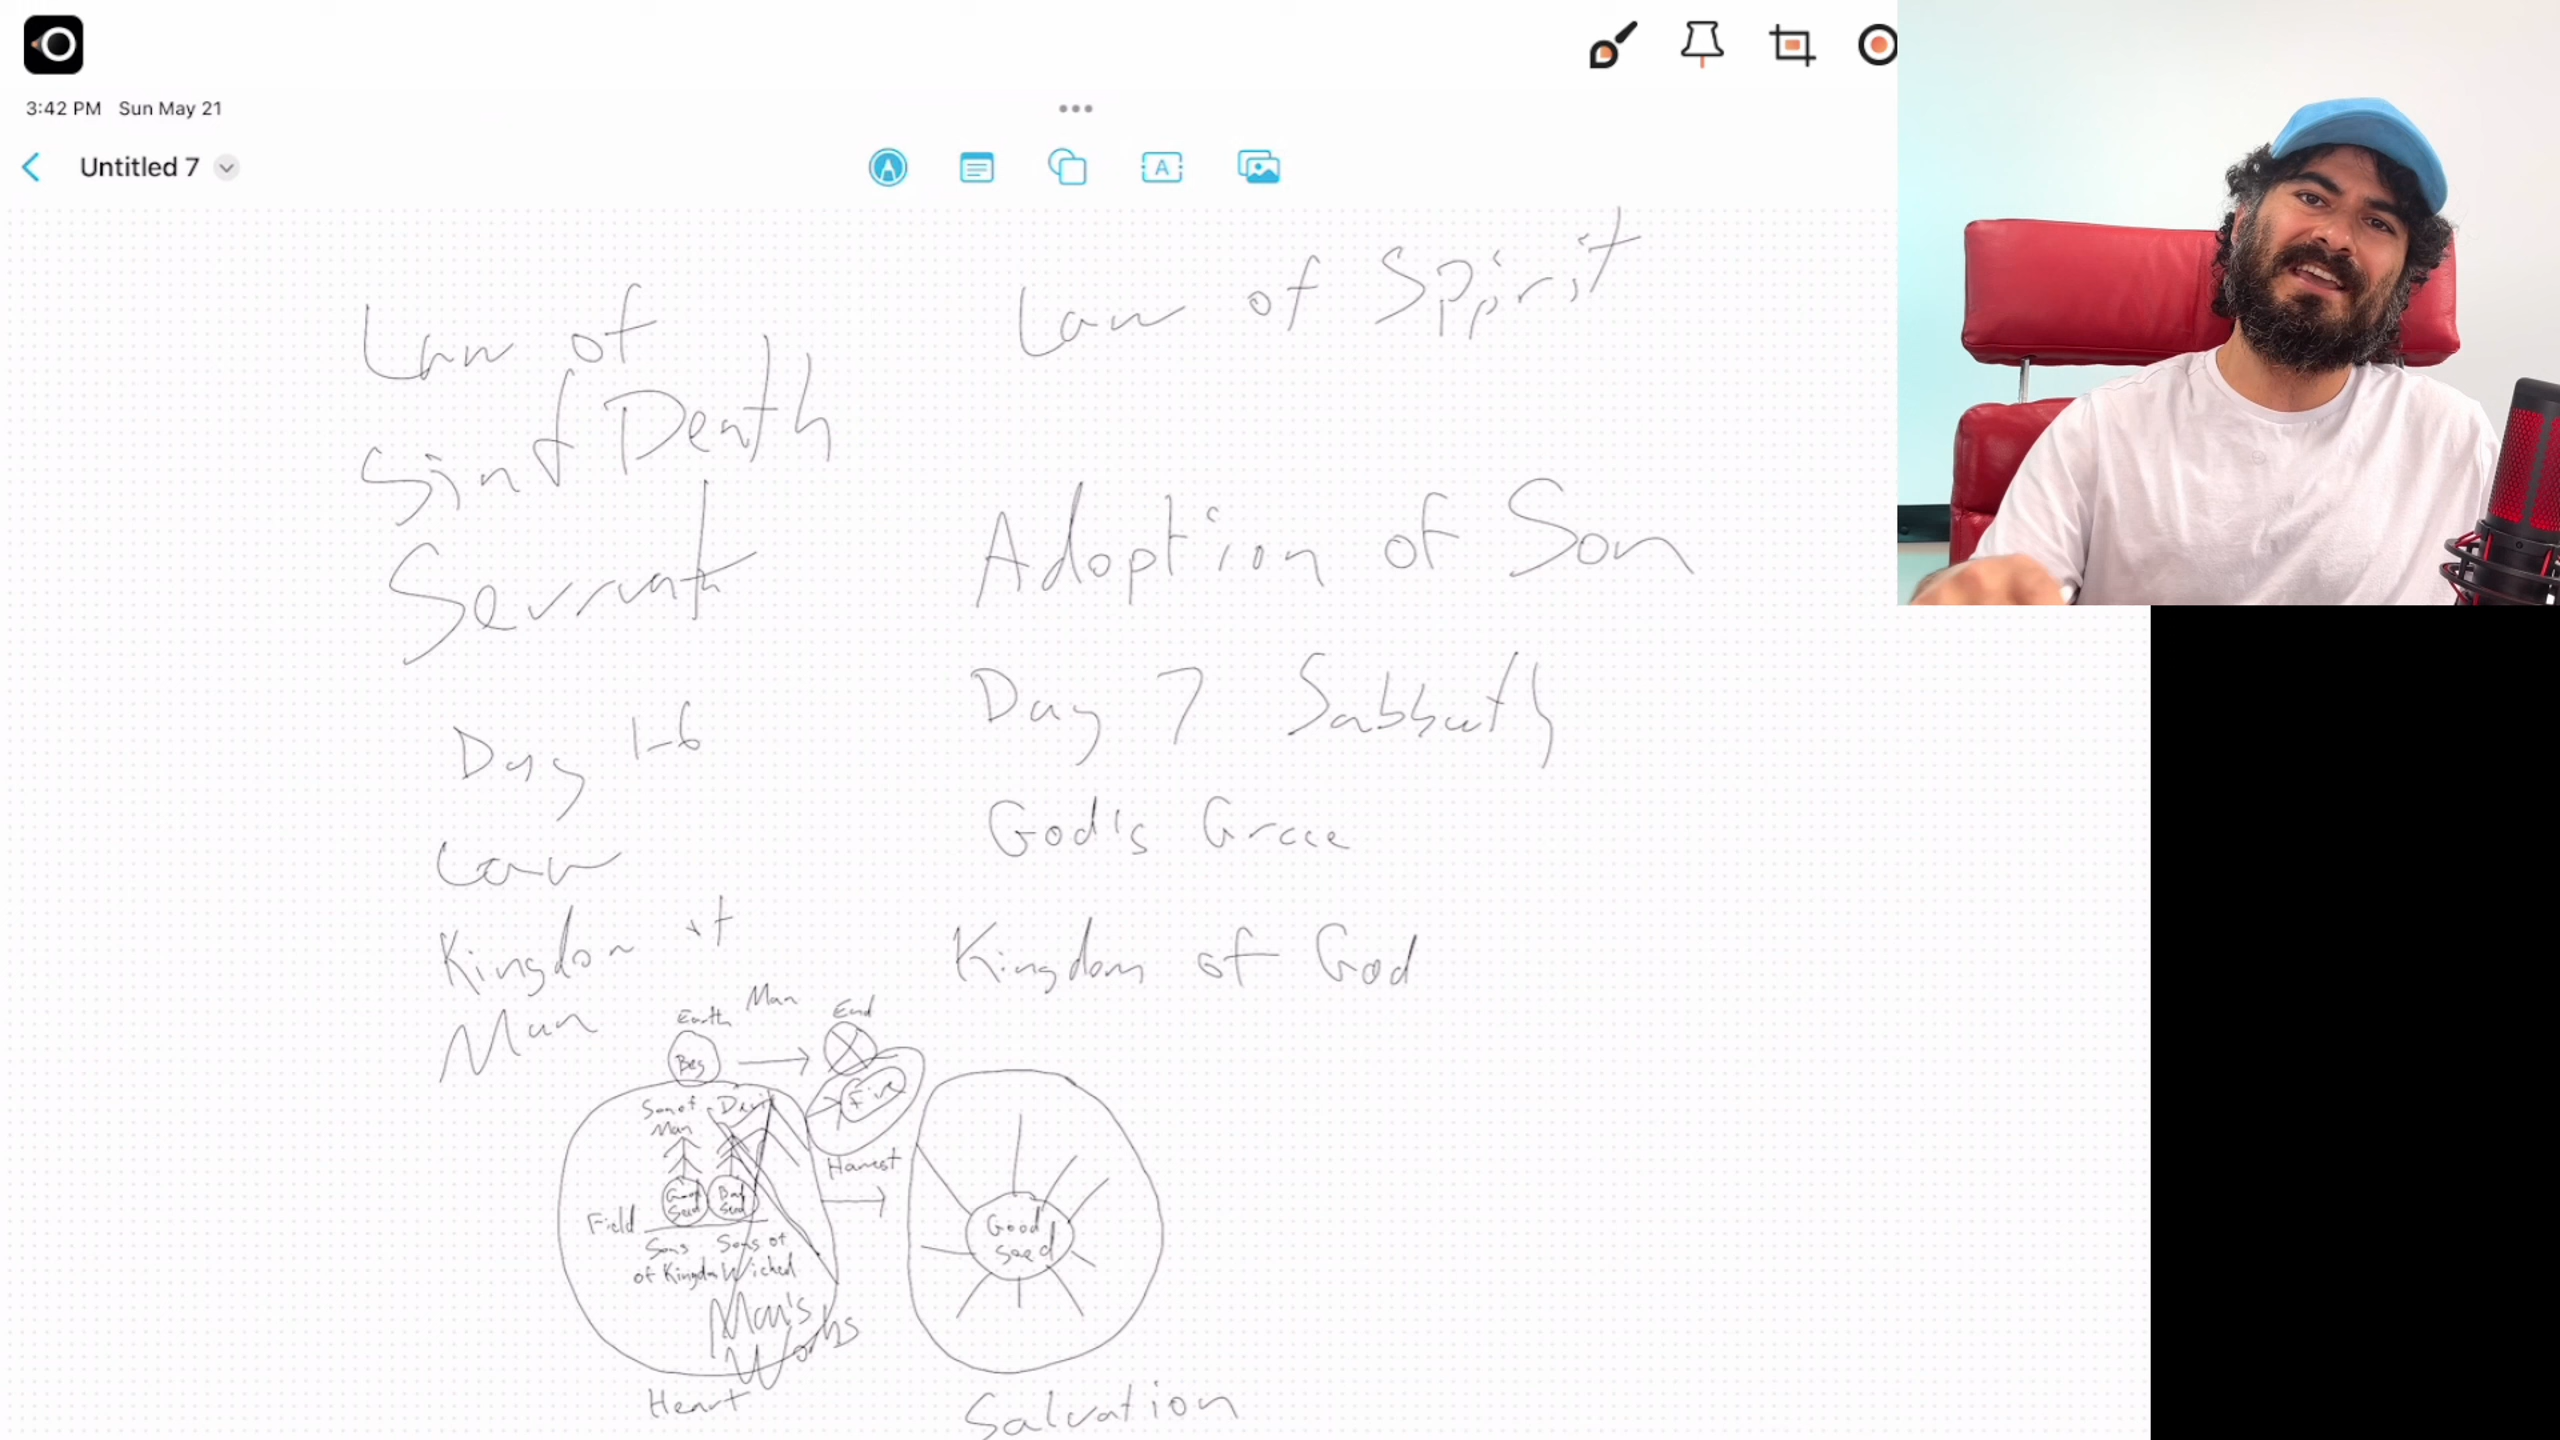 3:42 PM Sun May 21
Untitled 7
A
Law of
Sin & Death
Servant
Day 1-6
Law
Kingdom of
Man
Law of Sppirit
Adoption of Son
Day 7 Sabbath
God's Grace
Kingdom of God
Earth Man End
Beg
Fire
Son of Devil
Man
Harvest
Good Bad
Seed Seed
Field
Sons Sons of
of Kingdom Wicked
Man's
Works
Heart
Good
Seed
Salvation